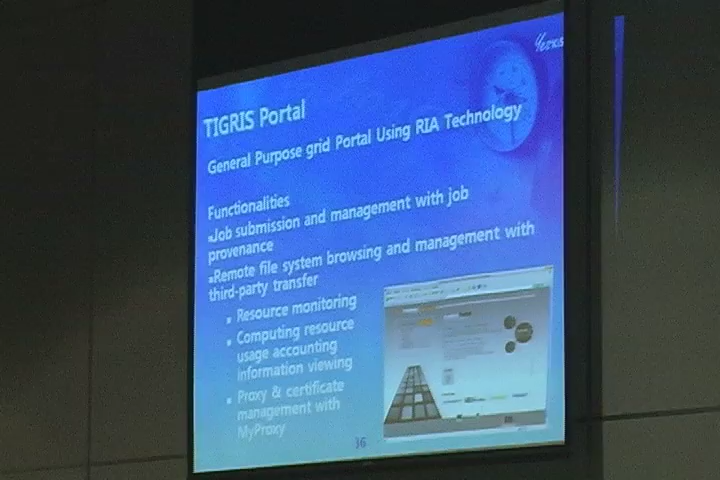 TIGRIS Portal
General Purpose grid Portal Using RIA Technology
Functionalities
▪Job submission and management with job
provenance
▪Remote file system browsing and management with
third-party transfer
▪ Resource monitoring
▪ Computing resource
usage accounting
information viewing
▪ Proxy & certificate
management with
MyProxy